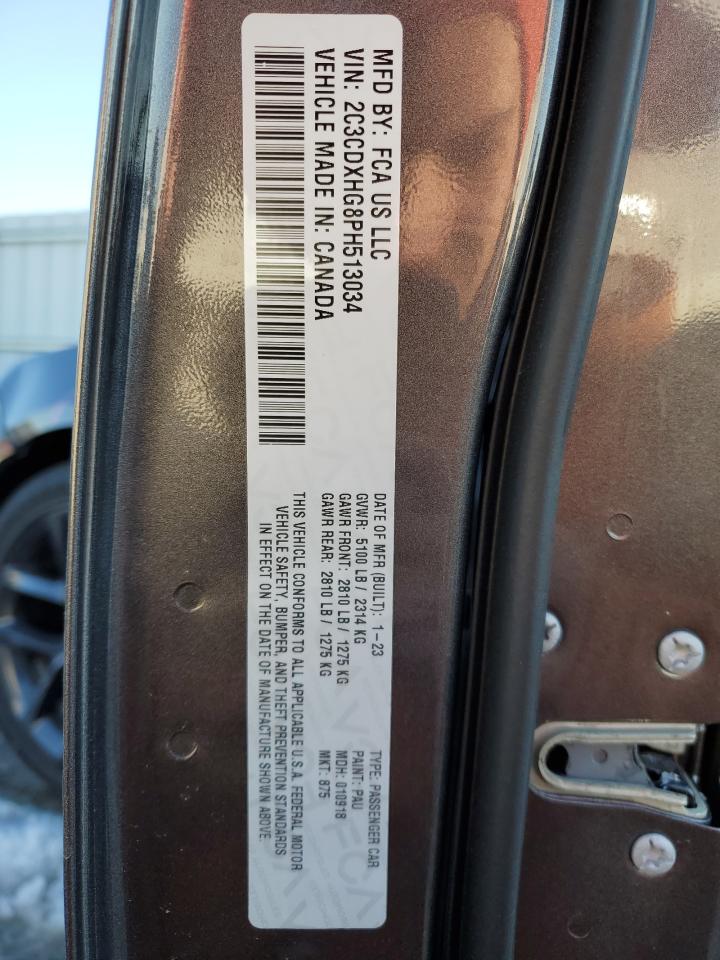 MFD BY: FCA US LLC
VIN: 2C3CDXHG8PH513034
VEHICLE MADE IN: CANADA
DATE OF MFR (BUILT): 1-23
GVWR: 5100 LB / 2314 KG
GAWR FRONT: 2810 LB / 1275 KG
GAWR REAR: 2810 LB / 1275 KG
TYPE: PASSENGER CAR
PAINT: PAU
MDH: 010918
MKT: 875
THIS VEHICLE CONFORMS TO ALL APPLICABLE U.S.A. FEDERAL MOTOR
VEHICLE SAFETY, BUMPER, AND THEFT PREVENTION STANDARDS
IN EFFECT ON THE DATE OF MANUFACTURE SHOWN ABOVE.